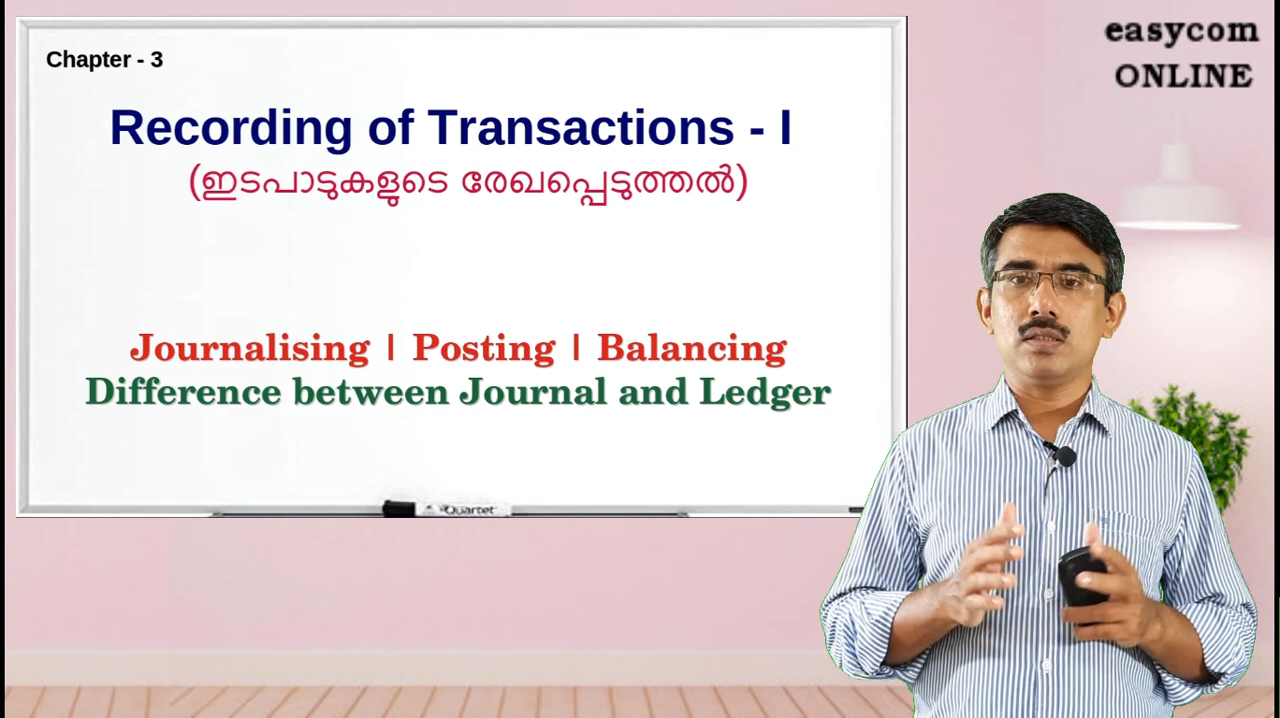 easycom
ONLINE
Chapter - 3
Recording of Transactions - I
(ഇടപാടുകളുടെ രേഖപ്പെടുത്തൽ)
Journalising | Posting | Balancing
Difference between Journal and Ledger
Quartet